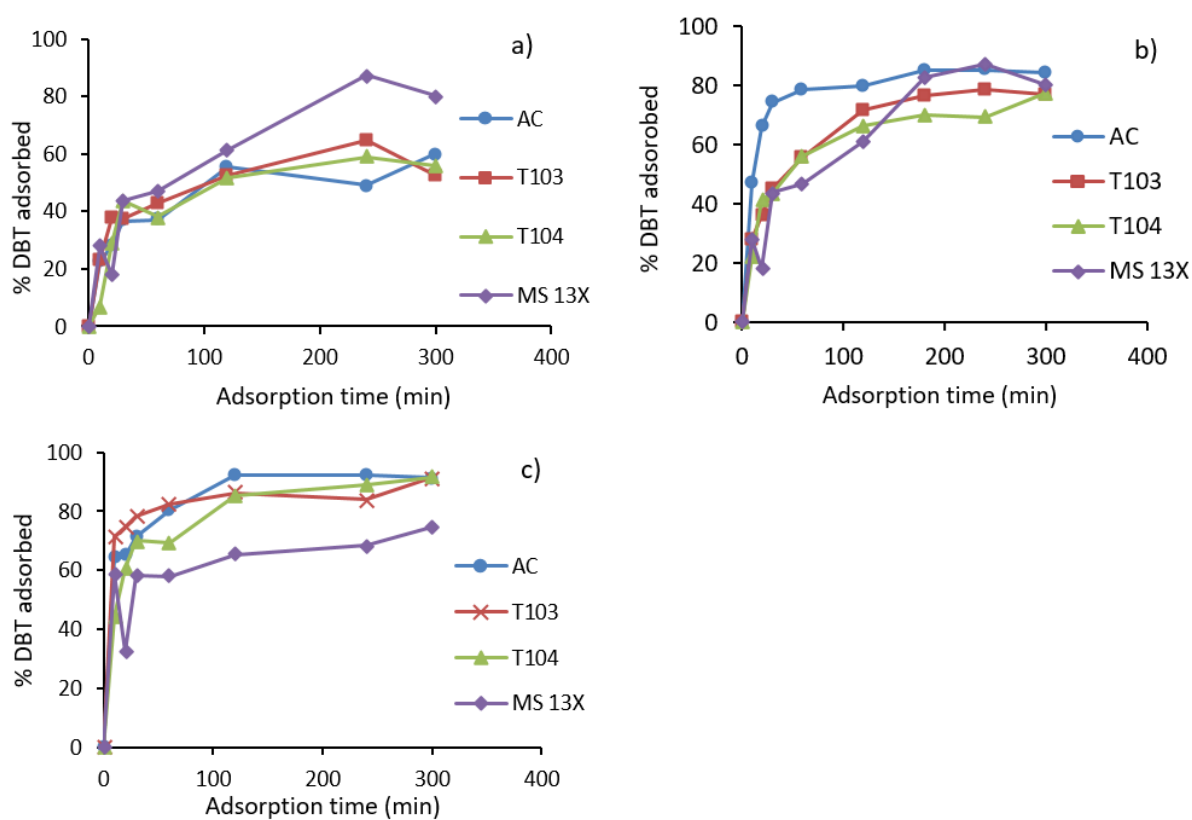 a)
100
80
60
40
20
0
% DBT adsorbed
0 100 200 300 400
Adsorption time (min)
AC
T103
T104
MS 13X
b)
100
80
60
40
20
0
% DBT adsorobed
0 100 200 300 400
Adsorption time (min)
AC
T103
T104
MS 13X
c)
100
80
60
40
20
0
% DBT adsorbed
0 100 200 300 400
Adsorption time (min)
AC
T103
T104
MS 13X